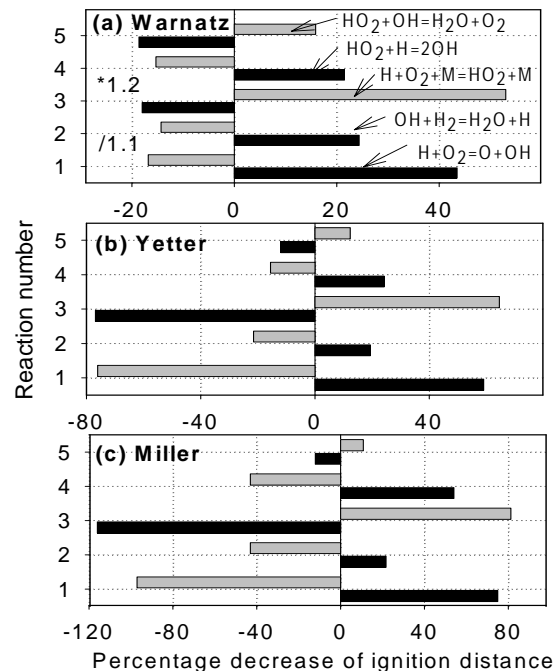 (a) Warnatz
HO2+OH=H2O+O2
HO2+H=2OH
H+O2+M=HO2+M
OH+H2=H2O+H
H+O2=O+OH
*1.2
/1.1
5
4
3
2
1
-20 0 20 40
(b) Yetter
5
4
3
2
1
-80 -40 0 40
(c) Miller
5
4
3
2
1
-120 -80 -40 0 40 80
Reaction number
Percentage decrease of ignition distance